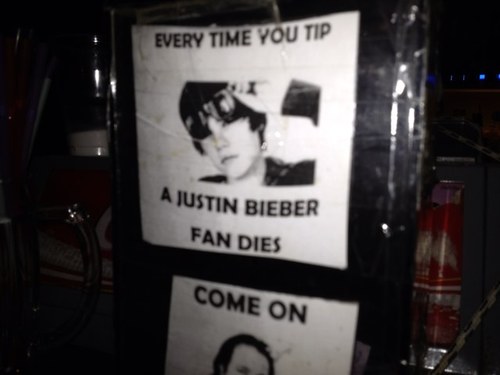 EVERY TIME YOU TIP
A JUSTIN BIEBER
FAN DIES
COME ON